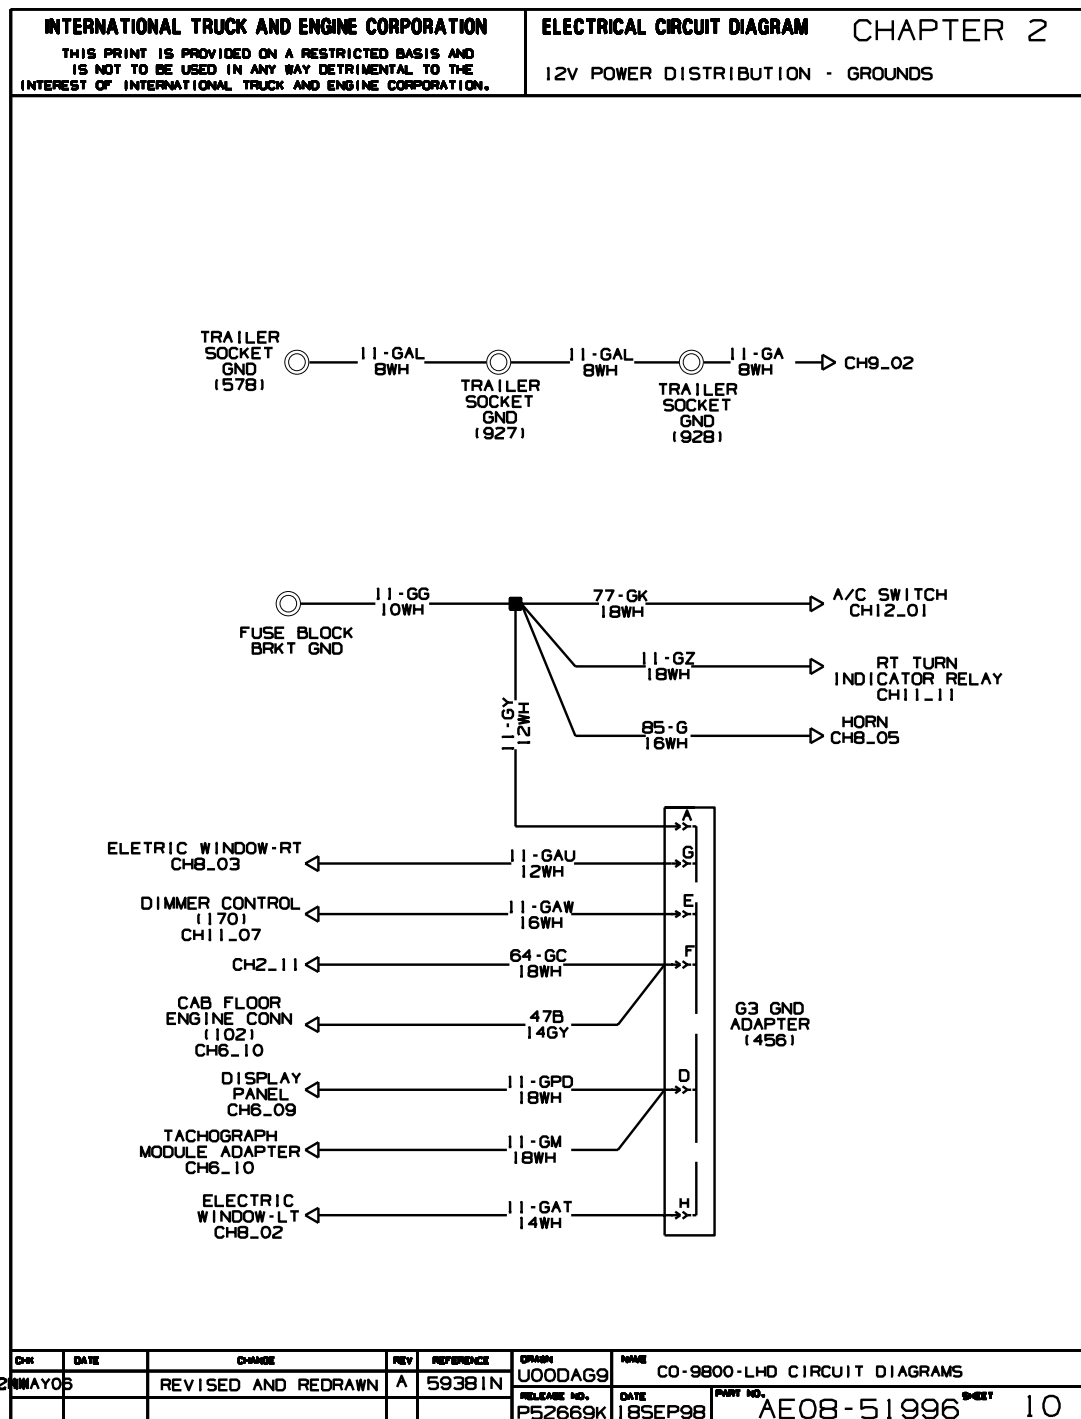 INTERNATIONAL TRUCK AND ENGINE CORPORATION
THIS PRINT IS PROVIDED ON A RESTRICTED BASIS AND
IS NOT TO BE USED IN ANY WAY DETRIMENTAL TO THE
INTEREST OF INTERNATIONAL TRUCK AND ENGINE CORPORATION.
ELECTRICAL CIRCUIT DIAGRAM CHAPTER 2
12V POWER DISTRIBUTION - GROUNDS
TRAILER
SOCKET
GND
(578)
11-GAL
8WH
TRAILER
SOCKET
GND
(927)
11-GAL
8WH
TRAILER
SOCKET
GND
(928)
11-GA
8WH
CH9_02
FUSE BLOCK
BRKT GND
11-GG
10WH
77-GK
18WH
A/C SWITCH
CH12_01
11-GZ
18WH
RT TURN
INDICATOR RELAY
CH11_11
85-G
16WH
HORN
CH8_05
11-GY
12WH
A
ELETRIC WINDOW-RT
CH8_03
11-GAU
12WH
G
DIMMER CONTROL
(170)
CH11_07
11-GAW
16WH
E
CH2_11
64-GC
18WH
F
CAB FLOOR
ENGINE CONN
(102)
CH6_10
47B
14GY
G3 GND
ADAPTER
(456)
DISPLAY
PANEL
CH6_09
11-GPD
18WH
D
TACHOGRAPH
MODULE ADAPTER
CH6_10
11-GM
18WH
ELECTRIC
WINDOW-LT
CH8_02
11-GAT
14WH
H
CHK DATE CHANGE REV REFERENCE
REVISED AND REDRAWN A 59381N
DRAWN
U00DAG9
NAME
CO-9800-LHD CIRCUIT DIAGRAMS
RELEASE NO.
P52669K
DATE
18SEP98
PART NO.
AE08-51996
SHEET
10